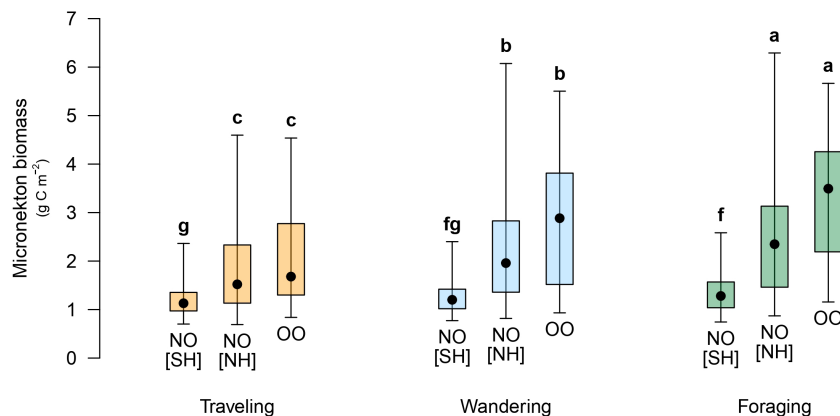 7
6
5
4
3
2
1
0
Micronekton biomass
(g C m⁻²)
g
c
c
fg
b
b
f
a
a
NO
[SH]
NO
[NH]
OO
NO
[SH]
NO
[NH]
OO
NO
[SH]
NO
[NH]
OO
Traveling
Wandering
Foraging